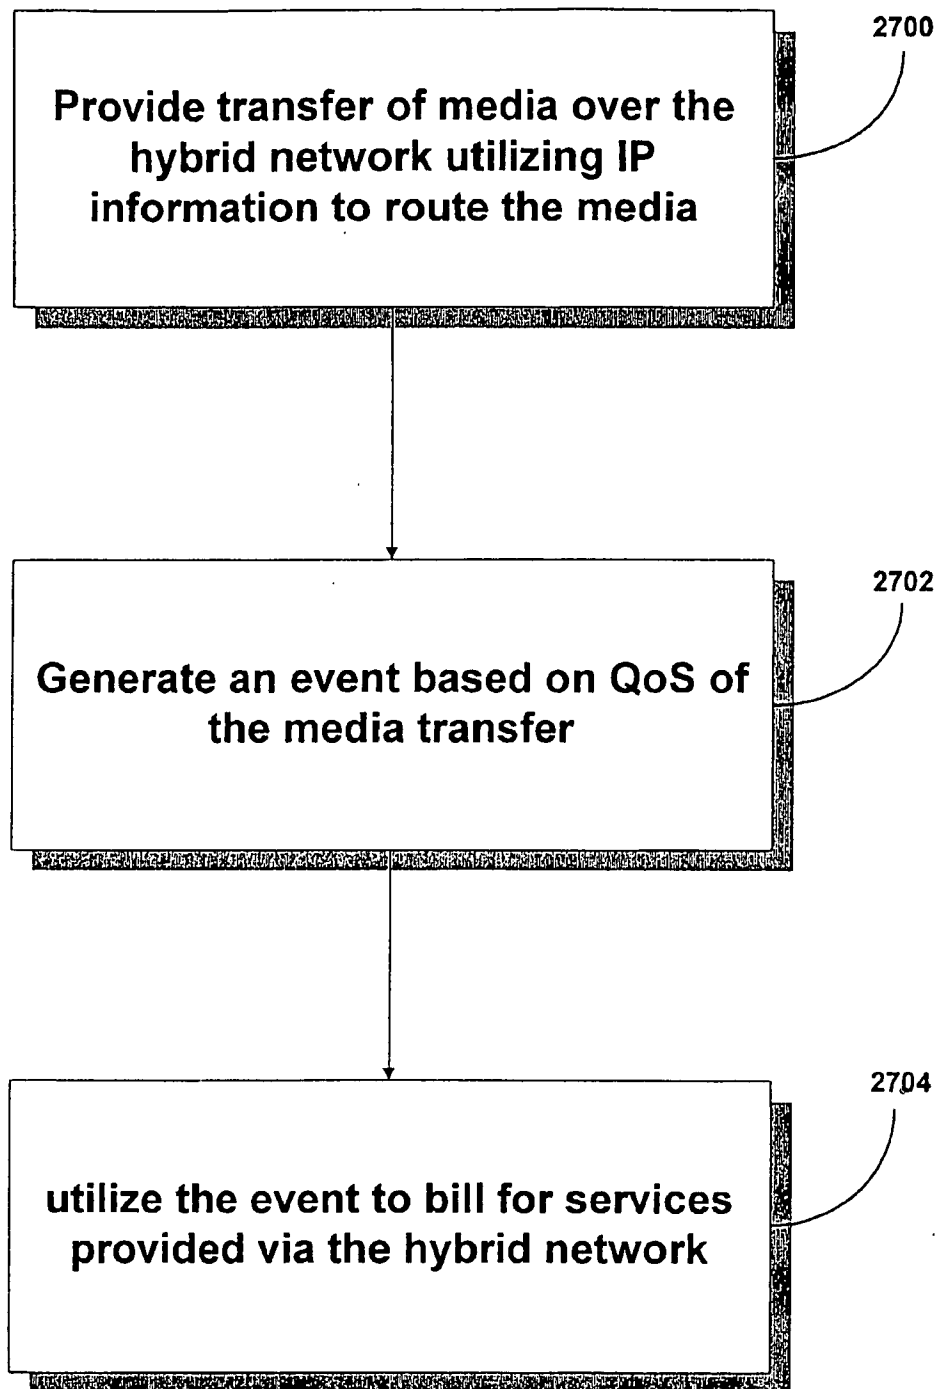 2700
Provide transfer of media over the
hybrid network utilizing IP
information to route the media
2702
Generate an event based on QoS of
the media transfer
2704
utilize the event to bill for services
provided via the hybrid network